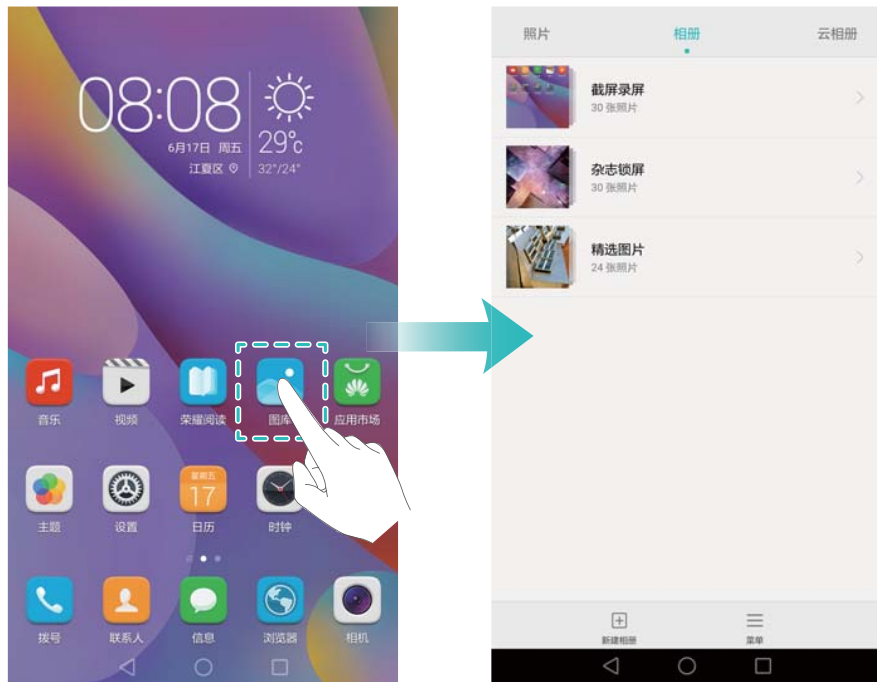 08:08
6月17日 周五
江夏区
29°c
32°/24°
音乐
视频
荣耀阅读
图库
应用市场
主题
设置
星期五
17
日历
时钟
拨号
联系人
信息
浏览器
相机
照片
相册
云相册
截屏录屏
30 张照片
杂志锁屏
30 张照片
精选图片
24 张照片
新建相册
菜单